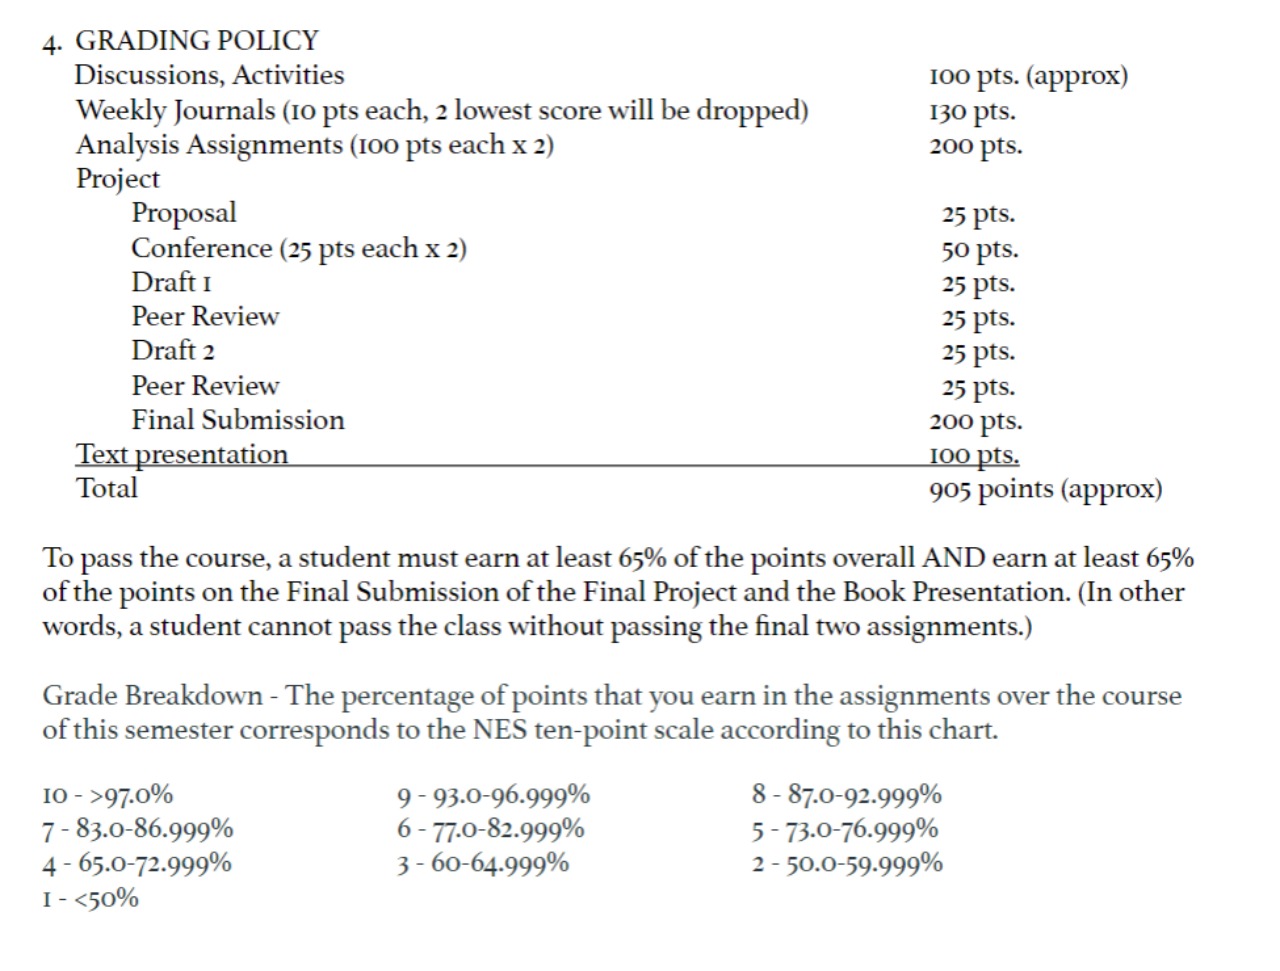 4. GRADING POLICY
Discussions, Activities 100 pts. (approx)
Weekly Journals (10 pts each, 2 lowest score will be dropped) 130 pts.
Analysis Assignments (100 pts each x 2) 200 pts.
Project
Proposal 25 pts.
Conference (25 pts each x 2) 50 pts.
Draft 1 25 pts.
Peer Review 25 pts.
Draft 2 25 pts.
Peer Review 25 pts.
Final Submission 200 pts.
Text presentation 100 pts.
Total 905 points (approx)
To pass the course, a student must earn at least 65% of the points overall AND earn at least 65%
of the points on the Final Submission of the Final Project and the Book Presentation. (In other
words, a student cannot pass the class without passing the final two assignments.)
Grade Breakdown - The percentage of points that you earn in the assignments over the course
of this semester corresponds to the NES ten-point scale according to this chart.
10 - >97.0% 9 - 93.0-96.999% 8 - 87.0-92.999%
7 - 83.0-86.999% 6 - 77.0-82.999% 5 - 73.0-76.999%
4 - 65.0-72.999% 3 - 60-64.999% 2 - 50.0-59.999%
1 - <50%